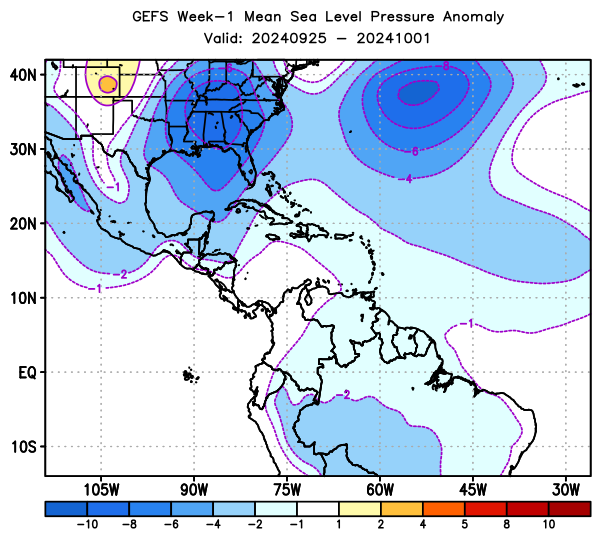 GEFS Week-1 Mean Sea Level Pressure Anomaly
Valid: 20240925 - 20241001
-8
-8
40N
-6
30N
-4
-1
20N
-2
-1
10N
-1
EQ
-2
10S
105W 90W 75W 60W 45W 30W
-10 -8 -6 -4 -2 -1 1 2 4 5 8 10